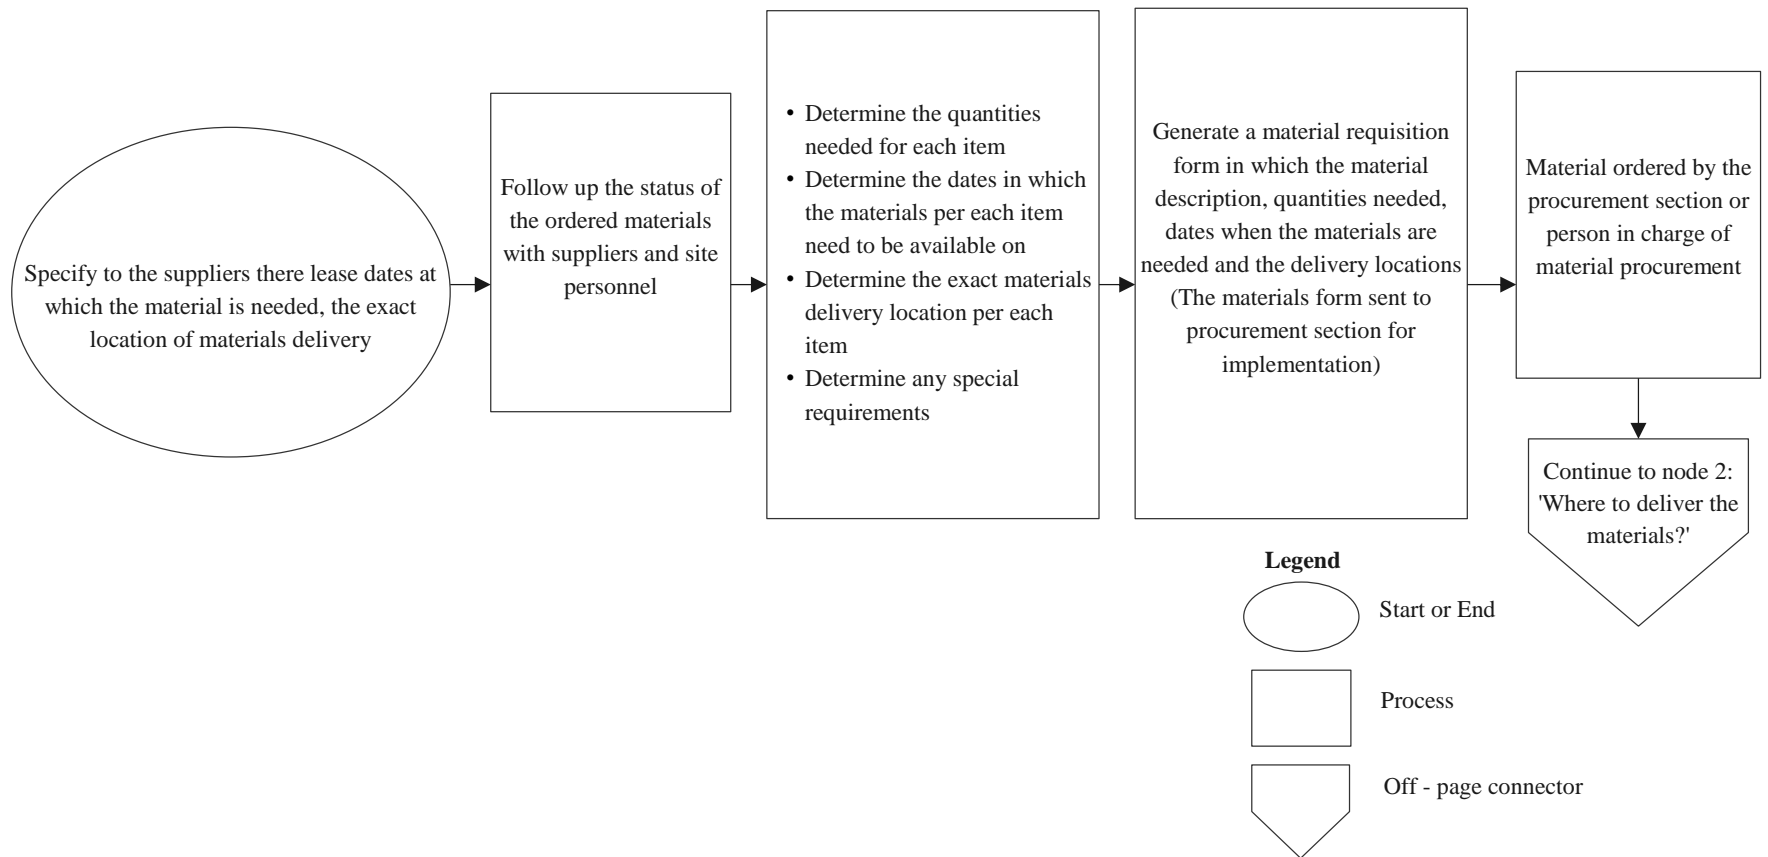 Specify to the suppliers there lease dates at
which the material is needed, the exact
location of materials delivery
Follow up the status of
the ordered materials
with suppliers and site
personnel
• Determine the quantities
needed for each item
• Determine the dates in which
the materials per each item
need to be available on
• Determine the exact materials
delivery location per each
item
• Determine any special
requirements
Generate a material requisition
form in which the material
description, quantities needed,
dates when the materials are
needed and the delivery locations
(The materials form sent to
procurement section for
implementation)
Material ordered by the
procurement section or
person in charge of
material procurement
Continue to node 2:
'Where to deliver the
materials?'
Legend
Start or End
Process
Off - page connector